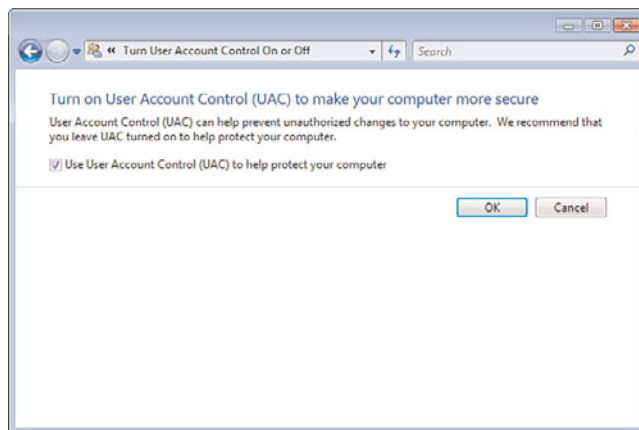 « Turn User Account Control On or Off
Search
Turn on User Account Control (UAC) to make your computer more secure
User Account Control (UAC) can help prevent unauthorized changes to your computer. We recommend that
you leave UAC turned on to help protect your computer.
Use User Account Control (UAC) to help protect your computer
OK
Cancel